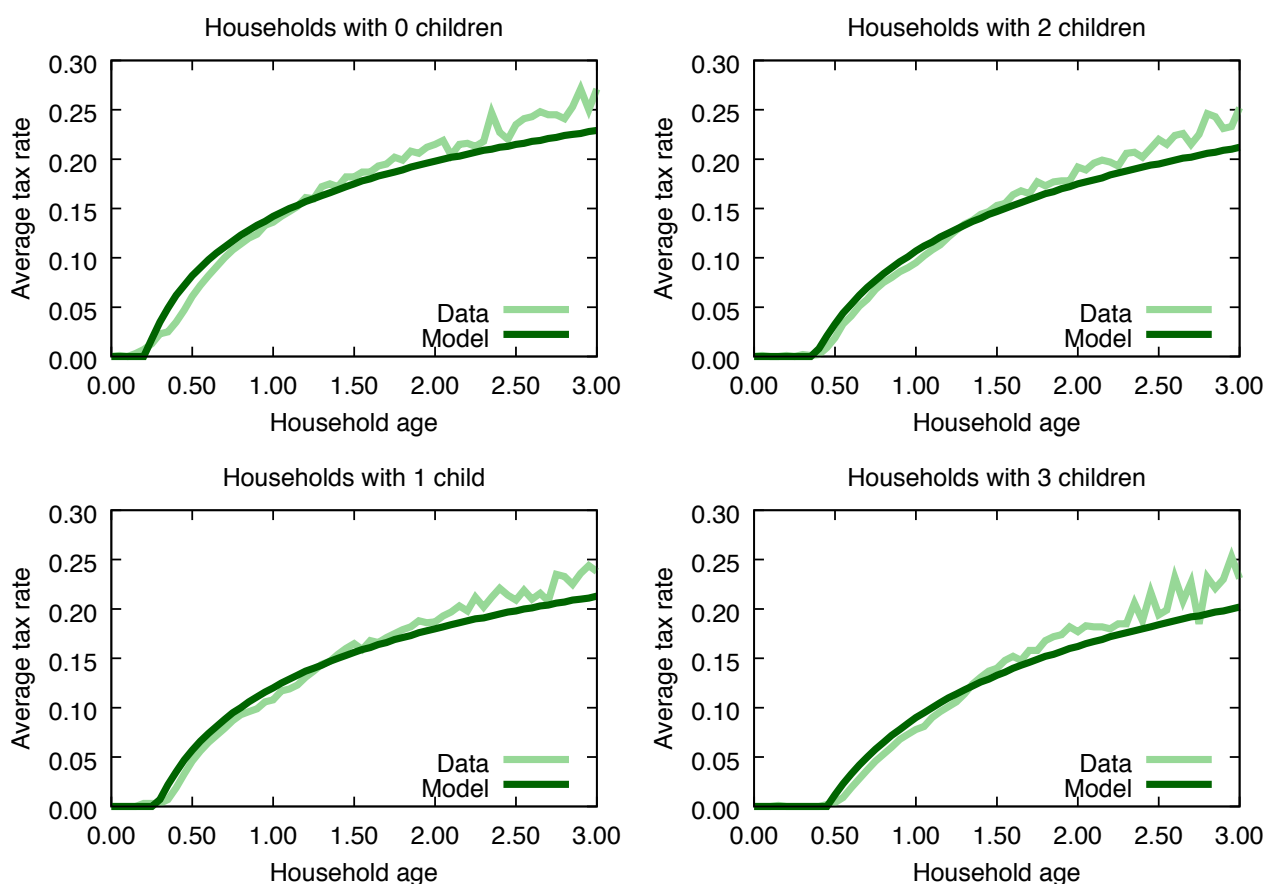 Households with 0 children
Average tax rate
0.30
0.25
0.20
0.15
0.10
0.05
0.00
Data
Model
0.00 0.50 1.00 1.50 2.00 2.50 3.00
Household age
Households with 2 children
Average tax rate
0.30
0.25
0.20
0.15
0.10
0.05
0.00
Data
Model
0.00 0.50 1.00 1.50 2.00 2.50 3.00
Household age
Households with 1 child
Average tax rate
0.30
0.25
0.20
0.15
0.10
0.05
0.00
Data
Model
0.00 0.50 1.00 1.50 2.00 2.50 3.00
Household age
Households with 3 children
Average tax rate
0.30
0.25
0.20
0.15
0.10
0.05
0.00
Data
Model
0.00 0.50 1.00 1.50 2.00 2.50 3.00
Household age